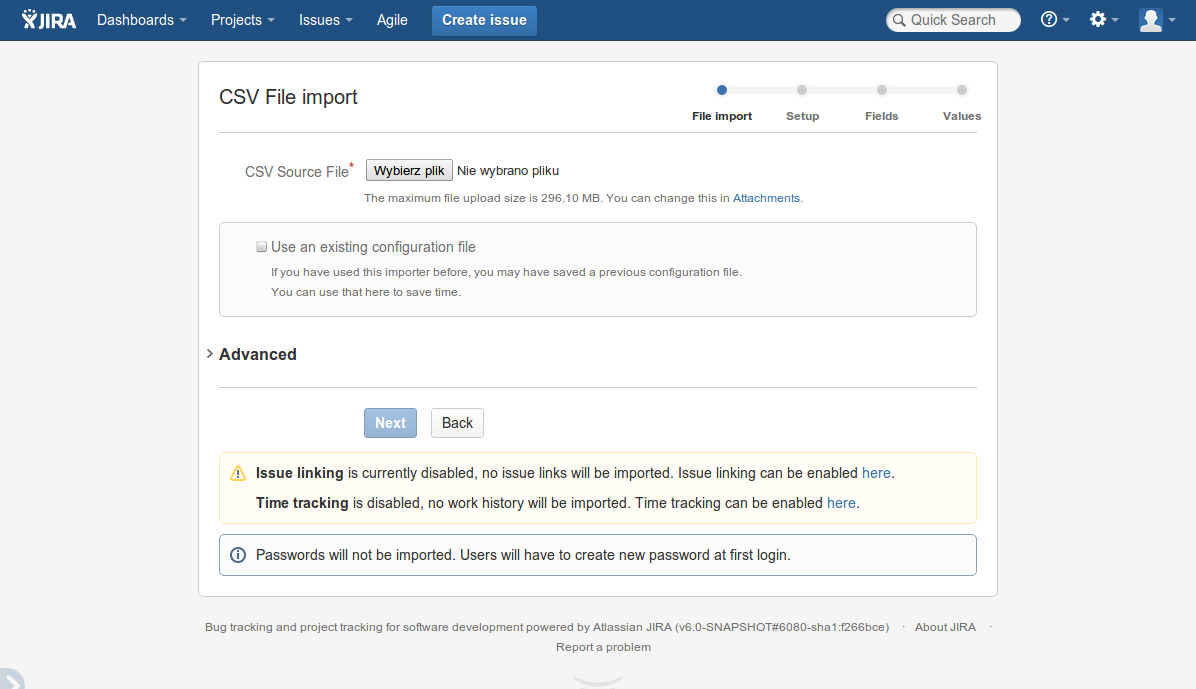 JIRA Dashboards Projects Issues Agile Create issue Quick Search
CSV File import
File import Setup Fields Values
CSV Source File* Wybierz plik Nie wybrano pliku
The maximum file upload size is 296.10 MB. You can change this in Attachments.
Use an existing configuration file
If you have used this importer before, you may have saved a previous configuration file.
You can use that here to save time.
Advanced
Next Back
Issue linking is currently disabled, no issue links will be imported. Issue linking can be enabled here.
Time tracking is disabled, no work history will be imported. Time tracking can be enabled here.
Passwords will not be imported. Users will have to create new password at first login.
Bug tracking and project tracking for software development powered by Atlassian JIRA (v6.0-SNAPSHOT#6080-sha1:f266bce) · About JIRA ·
Report a problem